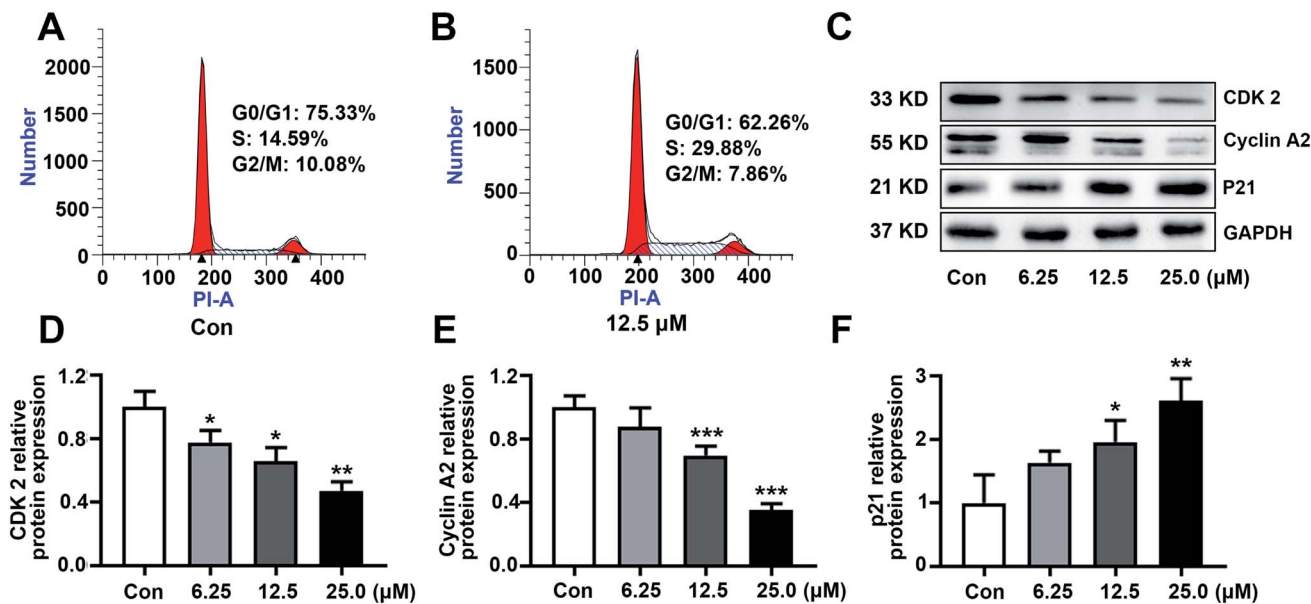 A
Number
2000
1500
1000
500
0
G0/G1: 75.33%
S: 14.59%
G2/M: 10.08%
0 100 200 300 400
PI-A
Con
B
Number
1500
1000
500
0
G0/G1: 62.26%
S: 29.88%
G2/M: 7.86%
0 100 200 300 400
PI-A
12.5 μM
C
33 KD CDK 2
55 KD Cyclin A2
21 KD P21
37 KD GAPDH
Con 6.25 12.5 25.0 (μM)
D
CDK 2 relative
protein expression
1.2
0.8
0.4
0.0
* * **
Con 6.25 12.5 25.0 (μM)
E
Cyclin A2 relative
protein expression
1.2
0.8
0.4
0.0
*** ***
Con 6.25 12.5 25.0 (μM)
F
p21 relative
protein expression
3
2
1
0
* **
Con 6.25 12.5 25.0 (μM)